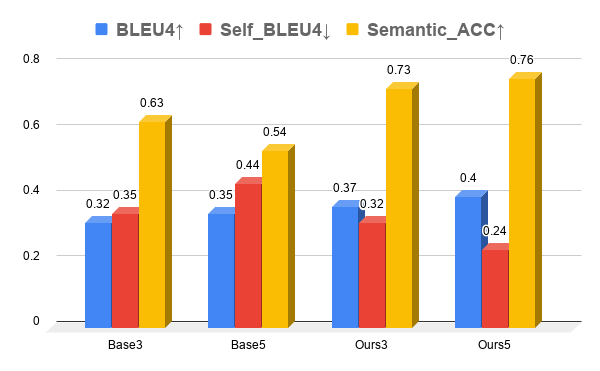 BLEU4↑ Self_BLEU4↓ Semantic_ACC↑
0.8
0.6
0.4
0.2
0
0.32 0.35 0.63
0.35 0.44 0.54
0.37 0.32 0.73
0.4 0.24 0.76
Base3 Base5 Ours3 Ours5